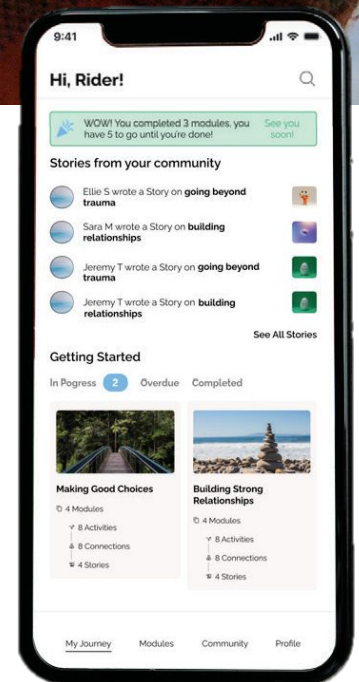 9:41
Hi, Rider!
WOW! You completed 3 modules, you
have 5 to go until you're done!
See you
soon!
Stories from your community
Ellie S wrote a Story on going beyond
trauma
Sara M wrote a Story on building
relationships
Jeremy T wrote a Story on going beyond
trauma
Jeremy T wrote a Story on building
relationships
See All Stories
Getting Started
In Pogress 2 Overdue Completed
Making Good Choices
4 Modules
8 Activities
8 Connections
4 Stories
Building Strong
Relationships
4 Modules
8 Activities
8 Connections
4 Stories
My Journey Modules Community Profile